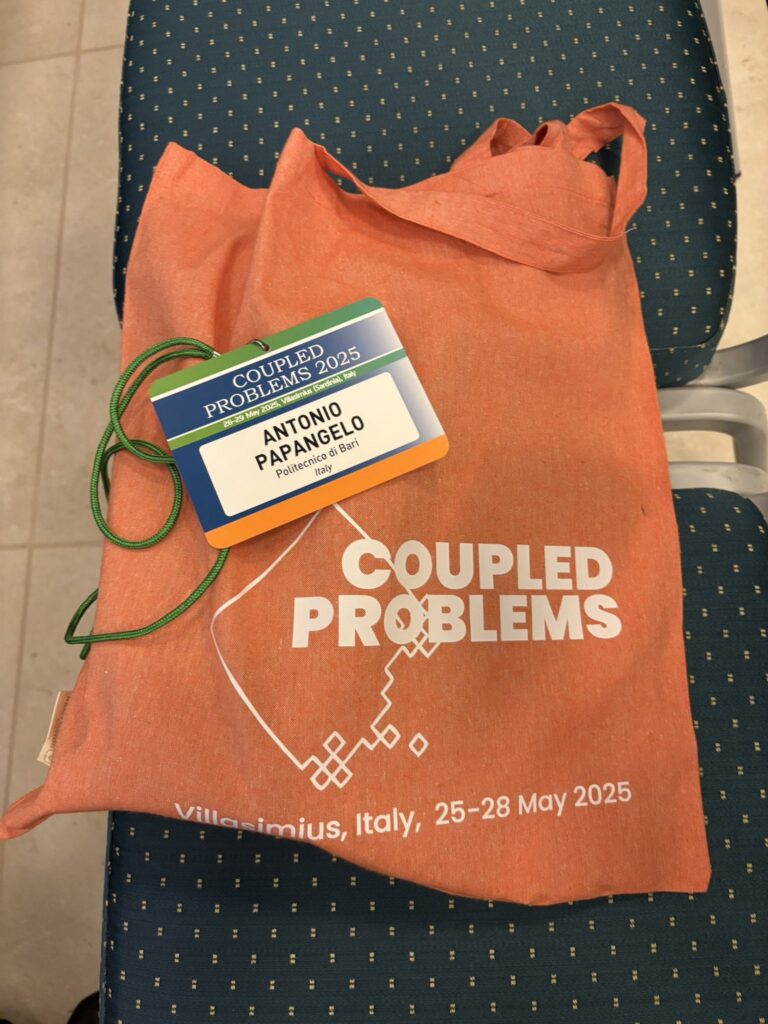 COUPLED
PROBLEMS 2025
26-29 May 2025, Villasimius (Sardinia), Italy
ANTONIO
PAPANGELO
Politecnico di Bari
Italy
COUPLED
PROBLEMS
Villasimius, Italy, 25-28 May 2025